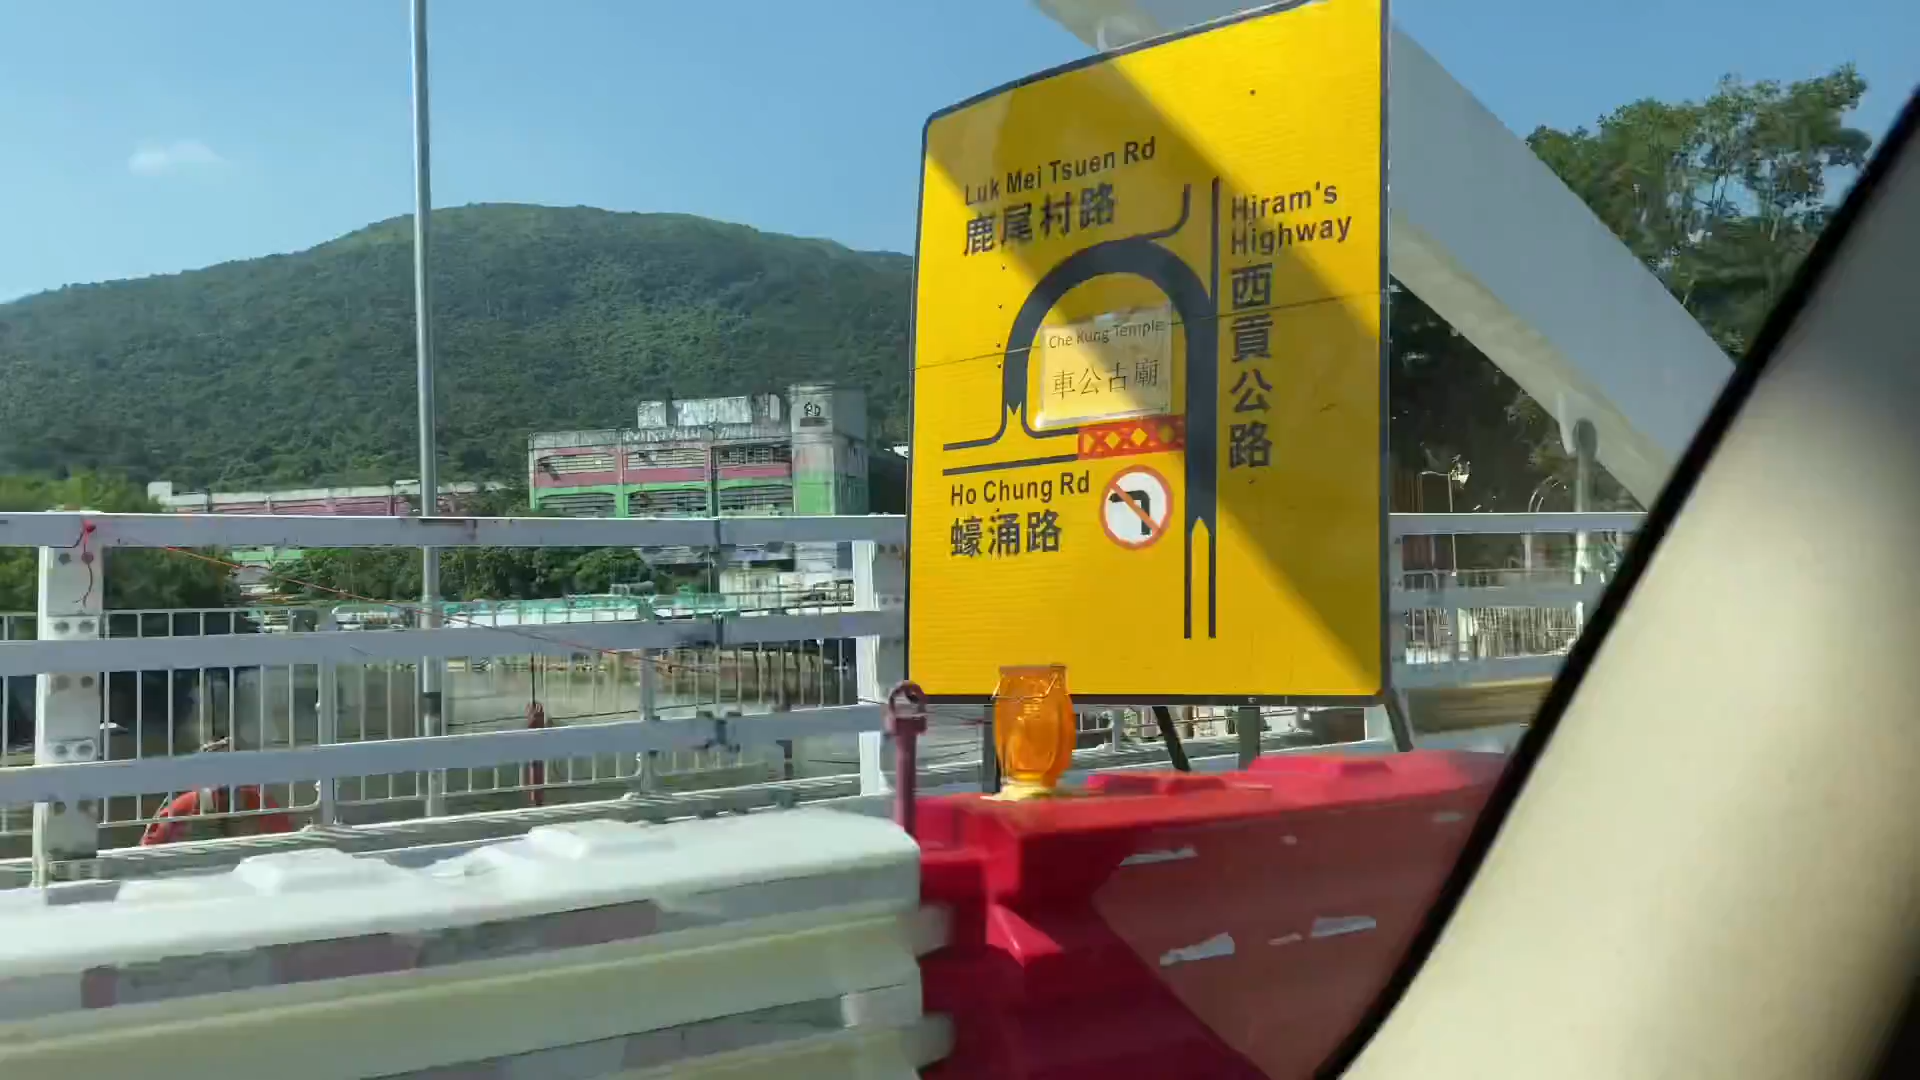 Luk Mei Tsuen Rd
鹿尾村路
Hiram's
Highway
西貢公路
Che Kung Temple
車公古廟
Ho Chung Rd
蠔涌路